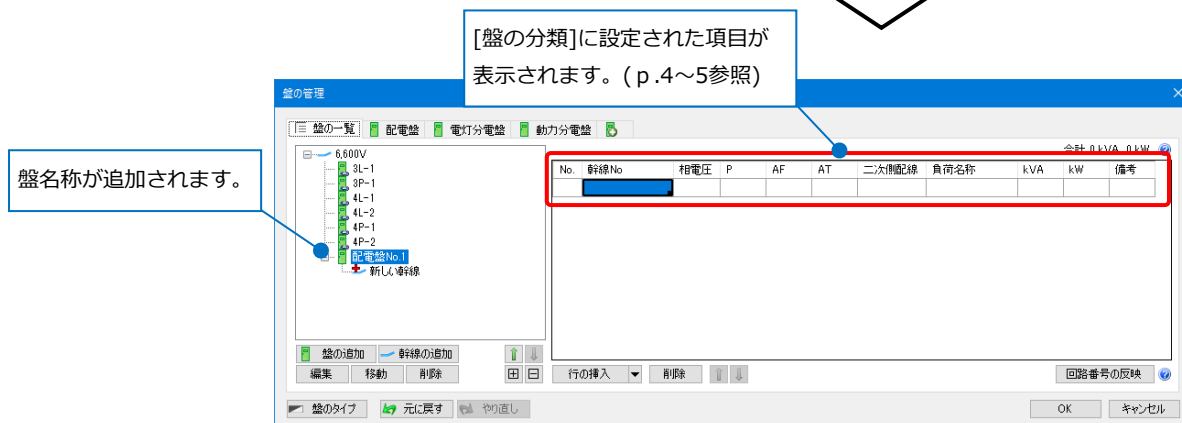 [盤の分類]に設定された項目が
表示されます。(ｐ.4～5参照)
盤の管理
盤の一覧 配電盤 電灯分電盤 動力分電盤
合計 0 kVA 0 kW
盤名称が追加されます。
6,600V
3L-1
3P-1
4L-1
4L-2
4P-1
4P-2
配電盤No.1
新しい幹線
No. 幹線No 相電圧 P AF AT 二次側配線 負荷名称 kVA kW 備考
盤の追加 幹線の追加
編集 移動 削除
行の挿入 削除 回路番号の反映
盤のタイプ 元に戻す やり直し OK キャンセル